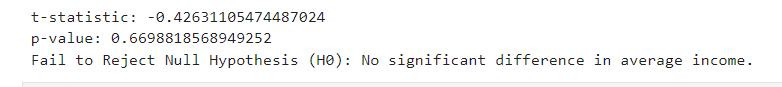 t-statistic: -0.42631105474487024
p-value: 0.6698818568949252
Fail to Reject Null Hypothesis (H0): No significant difference in average income.